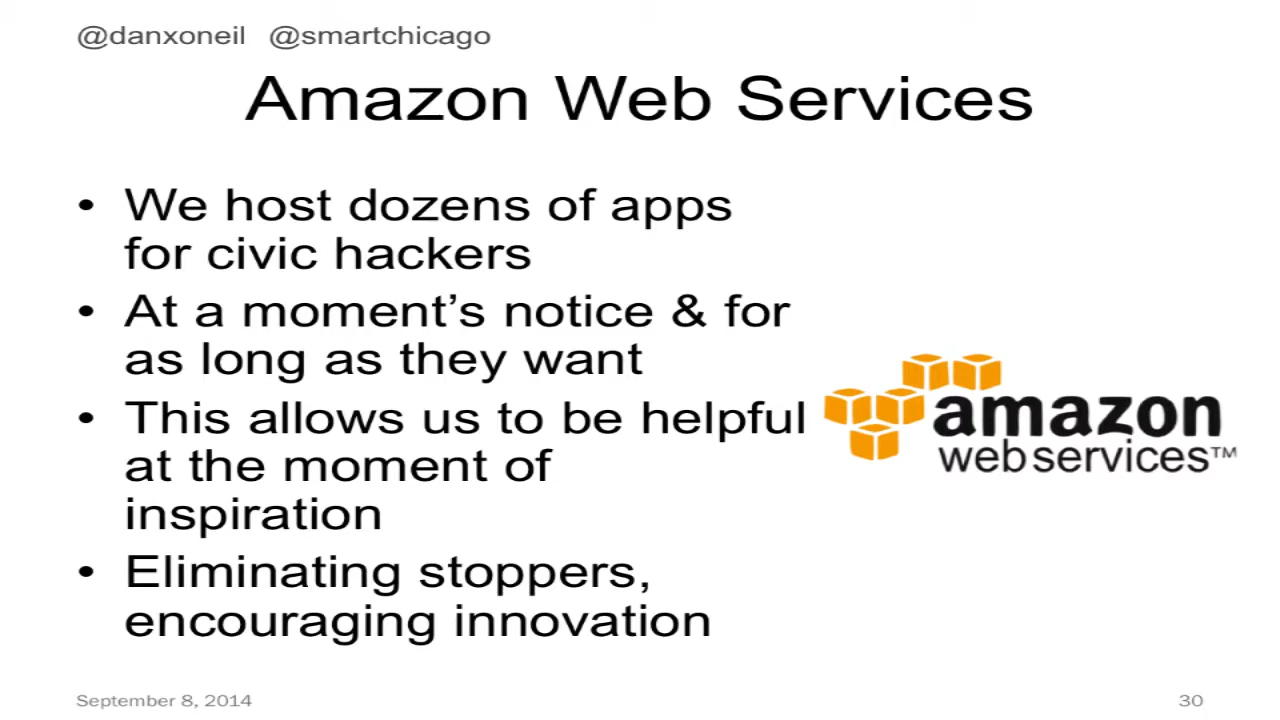 @danxoneil @smartchicago
Amazon Web Services
• We host dozens of apps
for civic hackers
• At a moment’s notice & for
as long as they want
• This allows us to be helpful
at the moment of
inspiration
• Eliminating stoppers,
encouraging innovation
amazon
webservices™
September 8, 2014
30